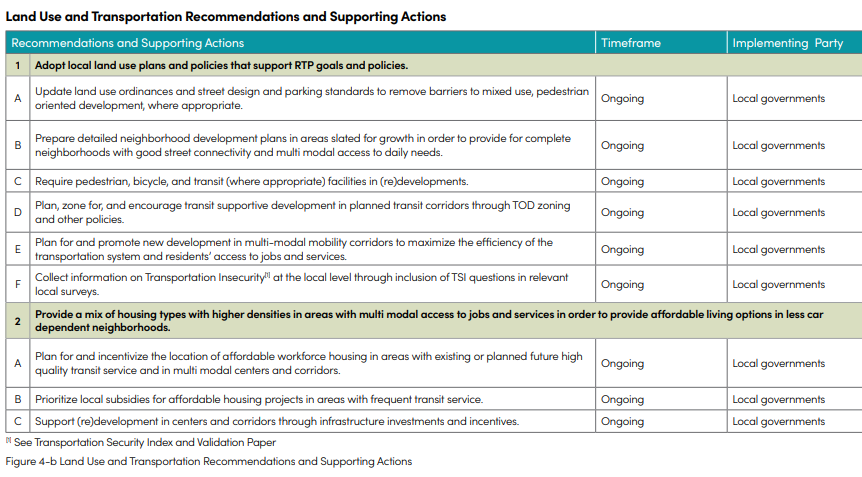 Land Use and Transportation Recommendations and Supporting Actions
Recommendations and Supporting Actions Timeframe Implementing Party
1 Adopt local land use plans and policies that support RTP goals and policies.
A Update land use ordinances and street design and parking standards to remove barriers to mixed use, pedestrian
oriented development, where appropriate. Ongoing Local governments
B Prepare detailed neighborhood development plans in areas slated for growth in order to provide for complete
neighborhoods with good street connectivity and multi modal access to daily needs. Ongoing Local governments
C Require pedestrian, bicycle, and transit (where appropriate) facilities in (re)developments. Ongoing Local governments
D Plan, zone for, and encourage transit supportive development in planned transit corridors through TOD zoning
and other policies. Ongoing Local governments
E Plan for and promote new development in multi-modal mobility corridors to maximize the efficiency of the
transportation system and residents' access to jobs and services. Ongoing Local governments
F Collect information on Transportation Insecurity[1] at the local level through inclusion of TSI questions in relevant
local surveys. Ongoing Local governments
2 Provide a mix of housing types with higher densities in areas with multi modal access to jobs and services in order to provide affordable living options in less car
dependent neighborhoods.
A Plan for and incentivize the location of affordable workforce housing in areas with existing or planned future high
quality transit service and in multi modal centers and corridors. Ongoing Local governments
B Prioritize local subsidies for affordable housing projects in areas with frequent transit service. Ongoing Local governments
C Support (re)development in centers and corridors through infrastructure investments and incentives. Ongoing Local governments
[1] See Transportation Security Index and Validation Paper
Figure 4-b Land Use and Transportation Recommendations and Supporting Actions